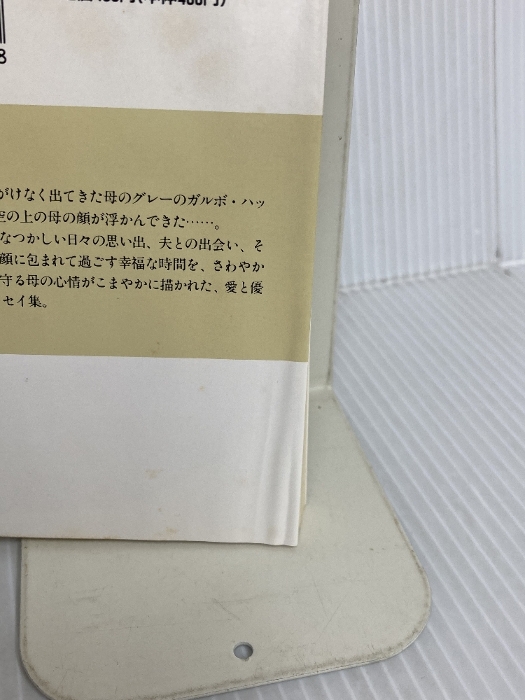 8
がけなく出てきた母のグレーのガルボ・ハッ
空の上の母の顔が浮かんできた……。
なつかしい日々の思い出、夫との出会い、そ
顔に包まれて過ごす幸福な時間を、さわやか
守る母の心情がこまやかに描かれた、愛と優
セイ集。